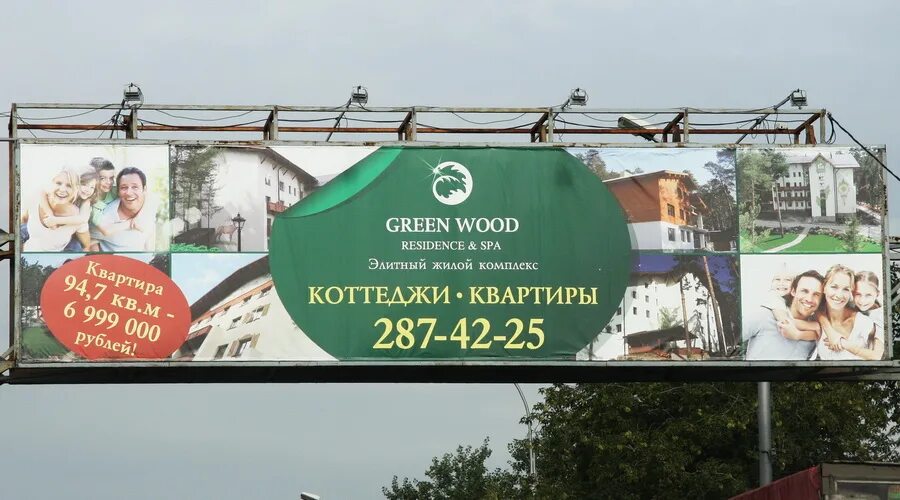 GREEN WOOD
RESIDENCE & SPA
Элитный жилой комплекс
КОТТЕДЖИ • КВАРТИРЫ
287-42-25
Квартира
94,7 кв.м -
6 999 000
рублей!